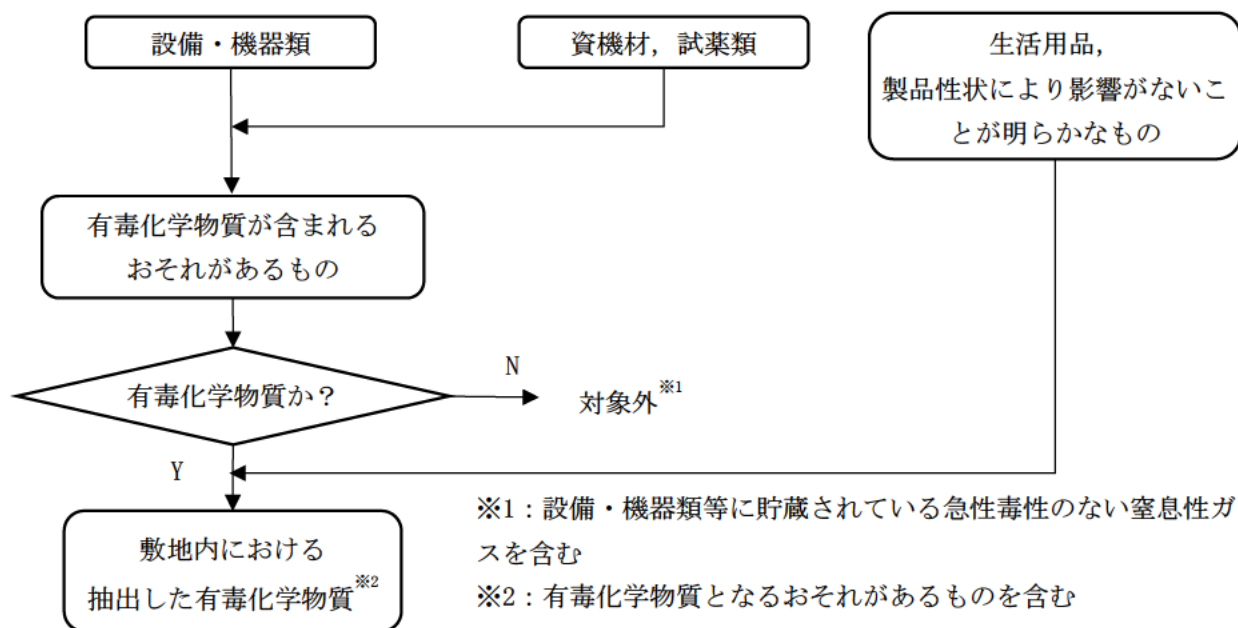 設備・機器類
資機材，試薬類
生活用品，
製品性状により影響がないこ
とが明らかなもの
有毒化学物質が含まれる
おそれがあるもの
有毒化学物質か？
N
対象外※1
Y
敷地内における
抽出した有毒化学物質※2
※1：設備・機器類等に貯蔵されている急性毒性のない窒息性ガ
スを含む
※2：有毒化学物質となるおそれがあるものを含む